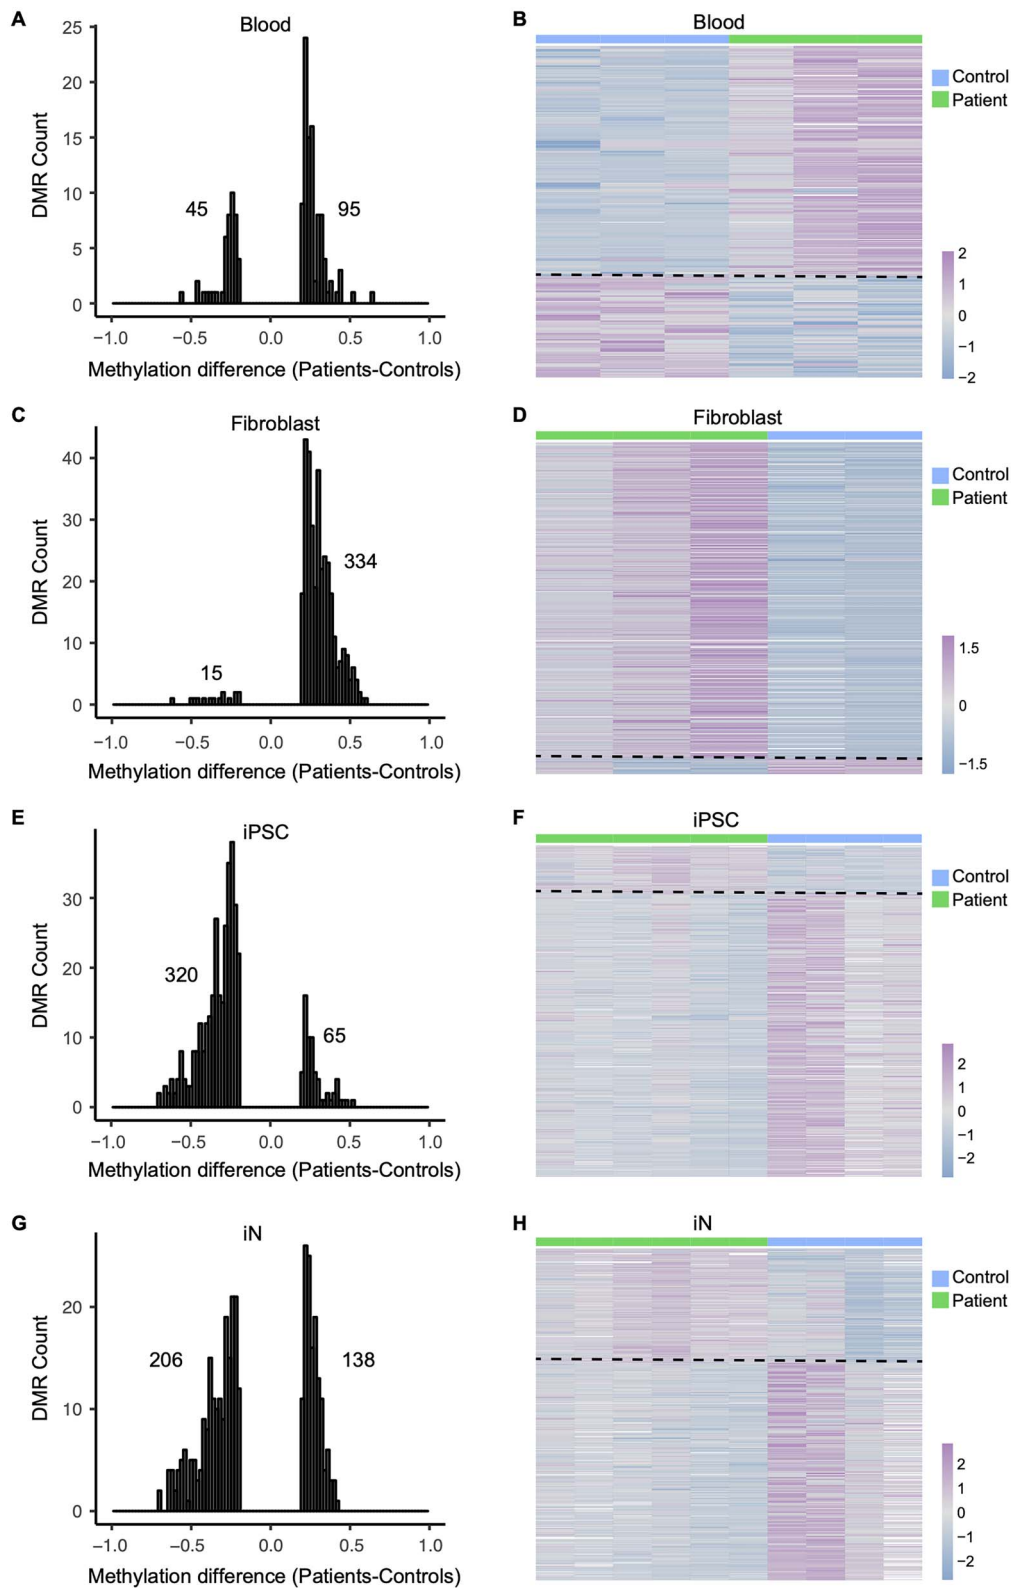 A
Blood
25
20
15
10
5
0
DMR Count
45
95
−1.0 −0.5 0.0 0.5 1.0
Methylation difference (Patients-Controls)
B
Blood
Control
Patient
2
1
0
−1
−2
C
Fibroblast
40
30
20
10
0
DMR Count
15
334
−1.0 −0.5 0.0 0.5 1.0
Methylation difference (Patients-Controls)
D
Fibroblast
Control
Patient
1.5
0
−1.5
E
iPSC
30
20
10
0
DMR Count
320
65
−1.0 −0.5 0.0 0.5 1.0
Methylation difference (Patients-Controls)
F
iPSC
Control
Patient
2
1
0
−1
−2
G
iN
20
10
0
DMR Count
206
138
−1.0 −0.5 0.0 0.5 1.0
Methylation difference (Patients-Controls)
H
iN
Control
Patient
2
1
0
−1
−2